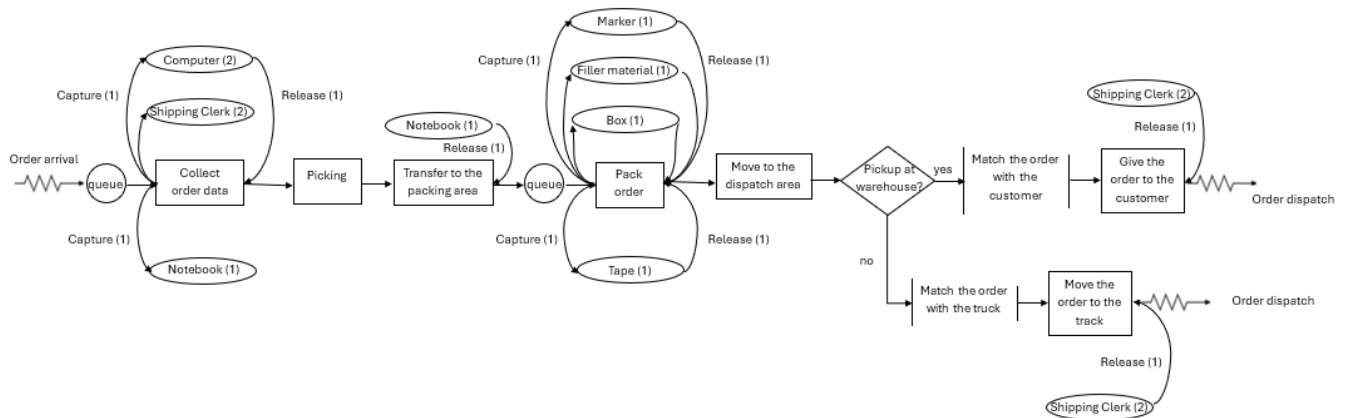 Marker (1)
Computer (2)
Capture (1)
Release (1)
Filler material (1)
Capture (1)
Release (1)
Shipping Clerk (2)
Shipping Clerk (2)
Release (1)
Notebook (1)
Release (1)
Box (1)
Order arrival
queue
Collect
order data
Picking
Transfer to the
packing area
queue
Pack
order
Move to the
dispatch area
Pickup at
warehouse?
yes
Match the order
with the
customer
Give the
order to the
customer
Order dispatch
Capture (1)
Notebook (1)
Capture (1)
Release (1)
Tape (1)
no
Match the order
with the truck
Move the
order to the
track
Order dispatch
Release (1)
Shipping Clerk (2)